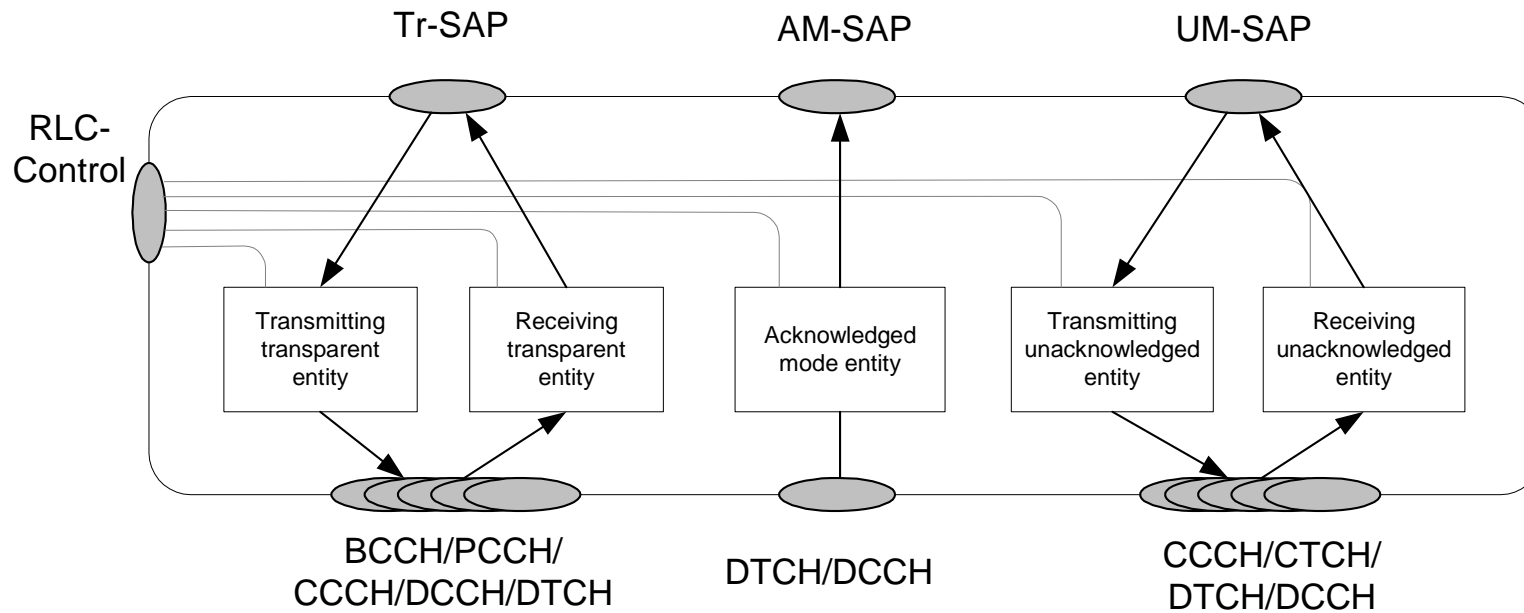 Tr-SAP
AM-SAP
UM-SAP
RLC-
Control
Transmitting
transparent
entity
Receiving
transparent
entity
Acknowledged
mode entity
Transmitting
unacknowledged
entity
Receiving
unacknowledged
entity
BCCH/PCCH/
CCCH/DCCH/DTCH
DTCH/DCCH
CCCH/CTCH/
DTCH/DCCH